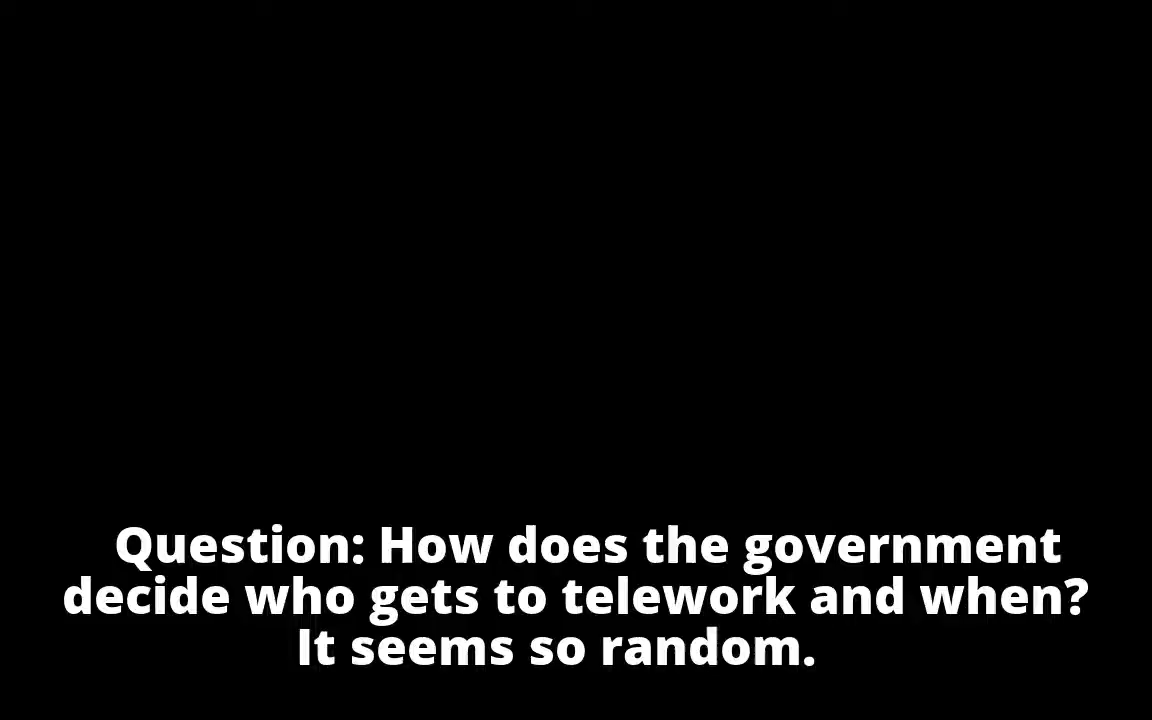 Question: How does the government
decide who gets to telework and when?
It seems so random.